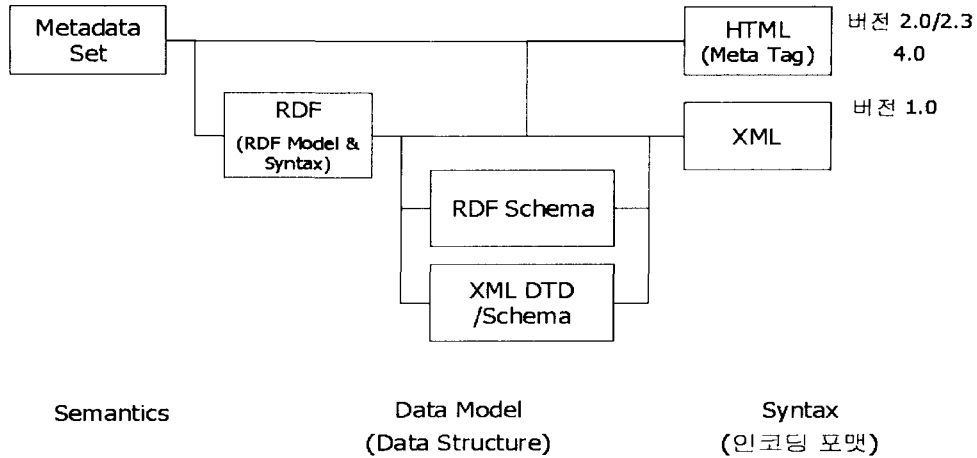 Metadata
Set
HTML
(Meta Tag)
버전 2.0/2.3
4.0
RDF
(RDF Model &
Syntax)
XML
버전 1.0
RDF Schema
XML DTD
/Schema
Semantics
Data Model
(Data Structure)
Syntax
(인코딩 포맷)